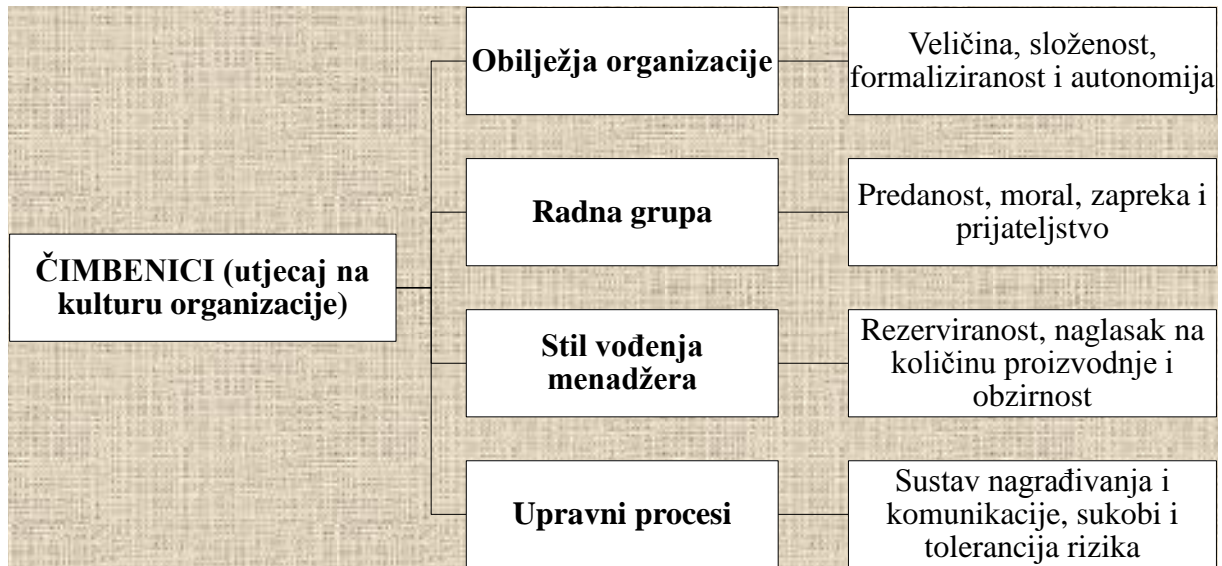 Obilježja organizacije
Veličina, složenost,
formaliziranost i autonomija
Radna grupa
Predanost, moral, zapreka i
prijateljstvo
ČIMBENICI (utjecaj na
kulturu organizacije)
Stil vođenja
menadžera
Rezerviranost, naglasak na
količinu proizvodnje i
obzirnost
Upravni procesi
Sustav nagrađivanja i
komunikacije, sukobi i
tolerancija rizika